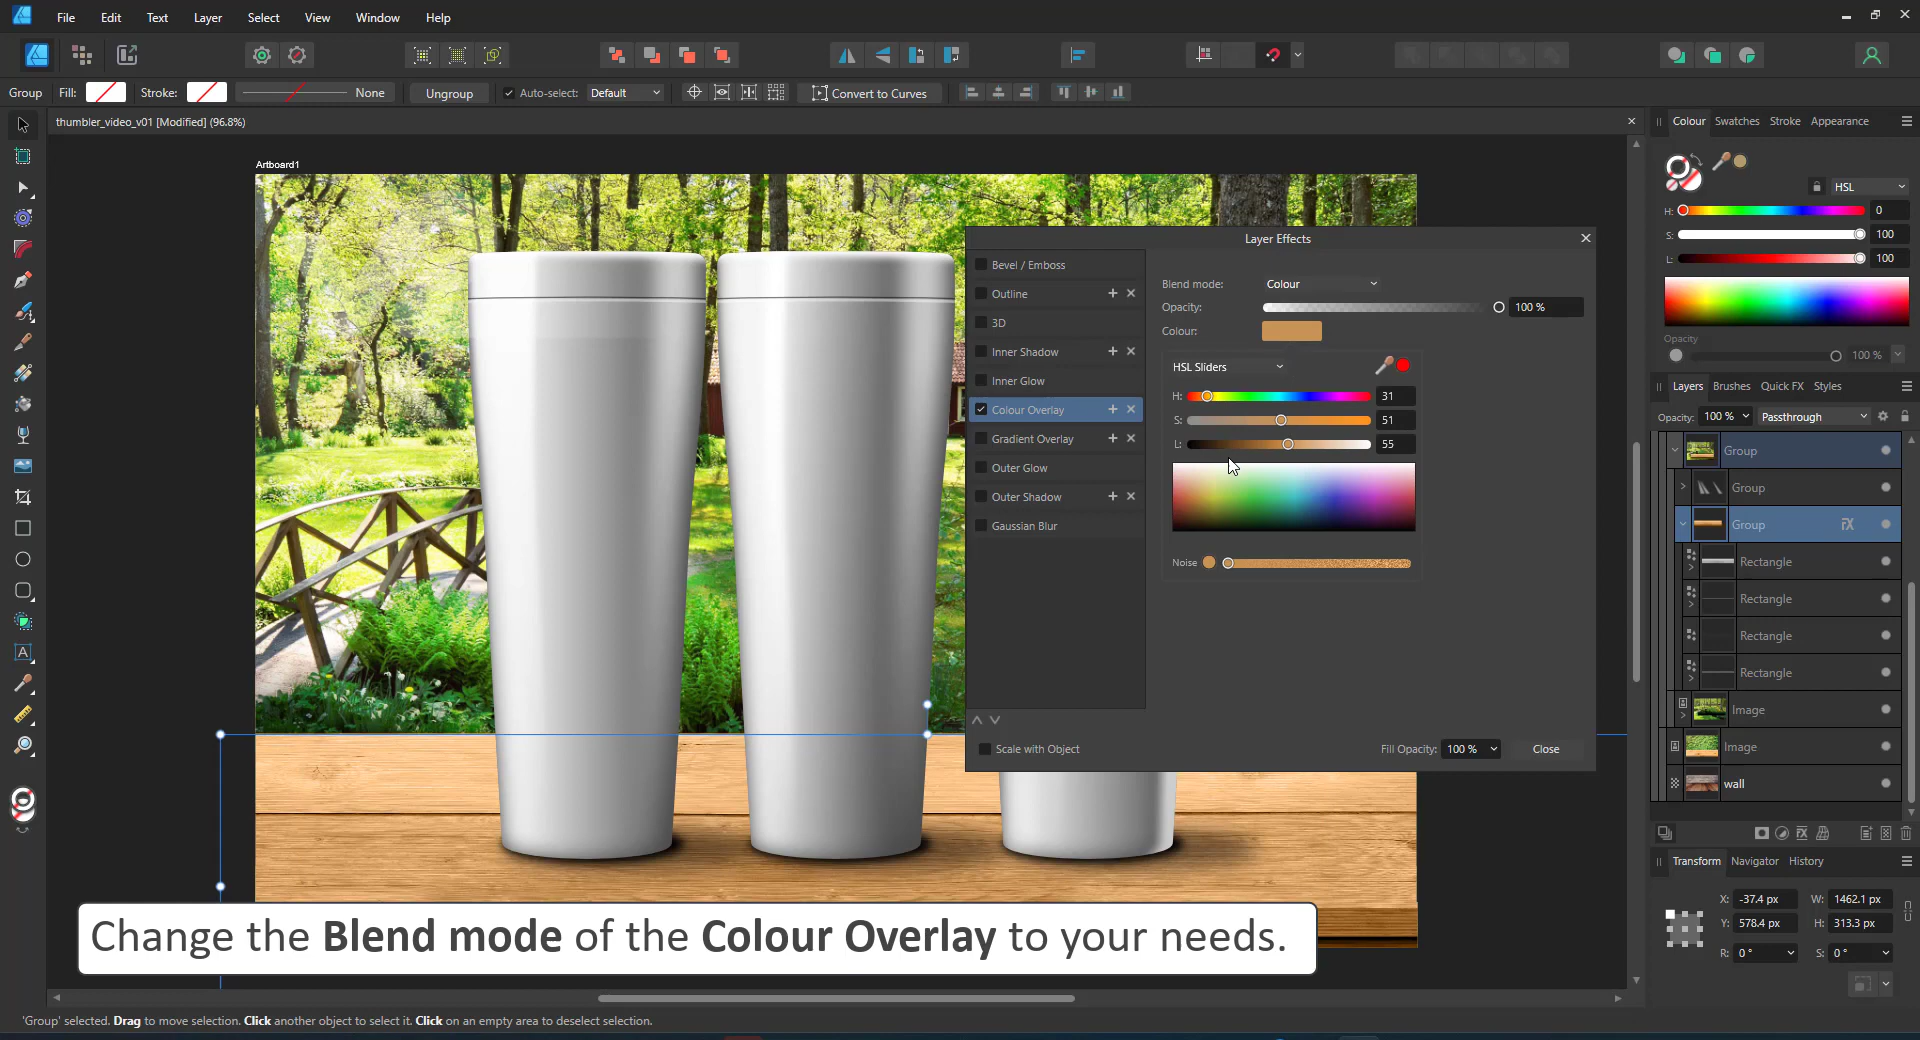 File Edit Text Layer Select View Window Help
Group Fill: Stroke: None Ungroup Auto-select: Default Convert to Curves
thumbler_video_v01 [Modified] (96.8%)
Artboard1
Layer Effects
Bevel / Emboss
Outline
3D
Inner Shadow
Inner Glow
Colour Overlay
Gradient Overlay
Outer Glow
Outer Shadow
Gaussian Blur
Scale with Object
Blend mode: Colour
Opacity: 100 %
Colour:
HSL Sliders
H: 31
S: 51
L: 55
Noise
Fill Opacity: 100 % Close
Colour Swatches Stroke Appearance
HSL
H: 0
S: 100
L: 100
Opacity
100 %
Layers Brushes Quick FX Styles
Opacity: 100 % Passthrough
Group
Group
Group
Rectangle
Rectangle
Rectangle
Rectangle
Image
Image
wall
Transform Navigator History
X: -37.4 px W: 1462.1 px
Y: 578.4 px H: 313.3 px
R: 0 ° S: 0 °
Change the Blend mode of the Colour Overlay to your needs.
'Group' selected. Drag to move selection. Click another object to select it. Click on an empty area to deselect selection.